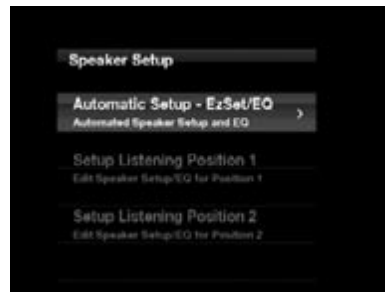 Speaker Setup
Automatic Setup - EzSet/EQ
Automated Speaker Setup and EQ
Setup Listening Position 1
Edit Speaker Setup/EQ for Position 1
Setup Listening Position 2
Edit Speaker Setup/EQ for Position 2